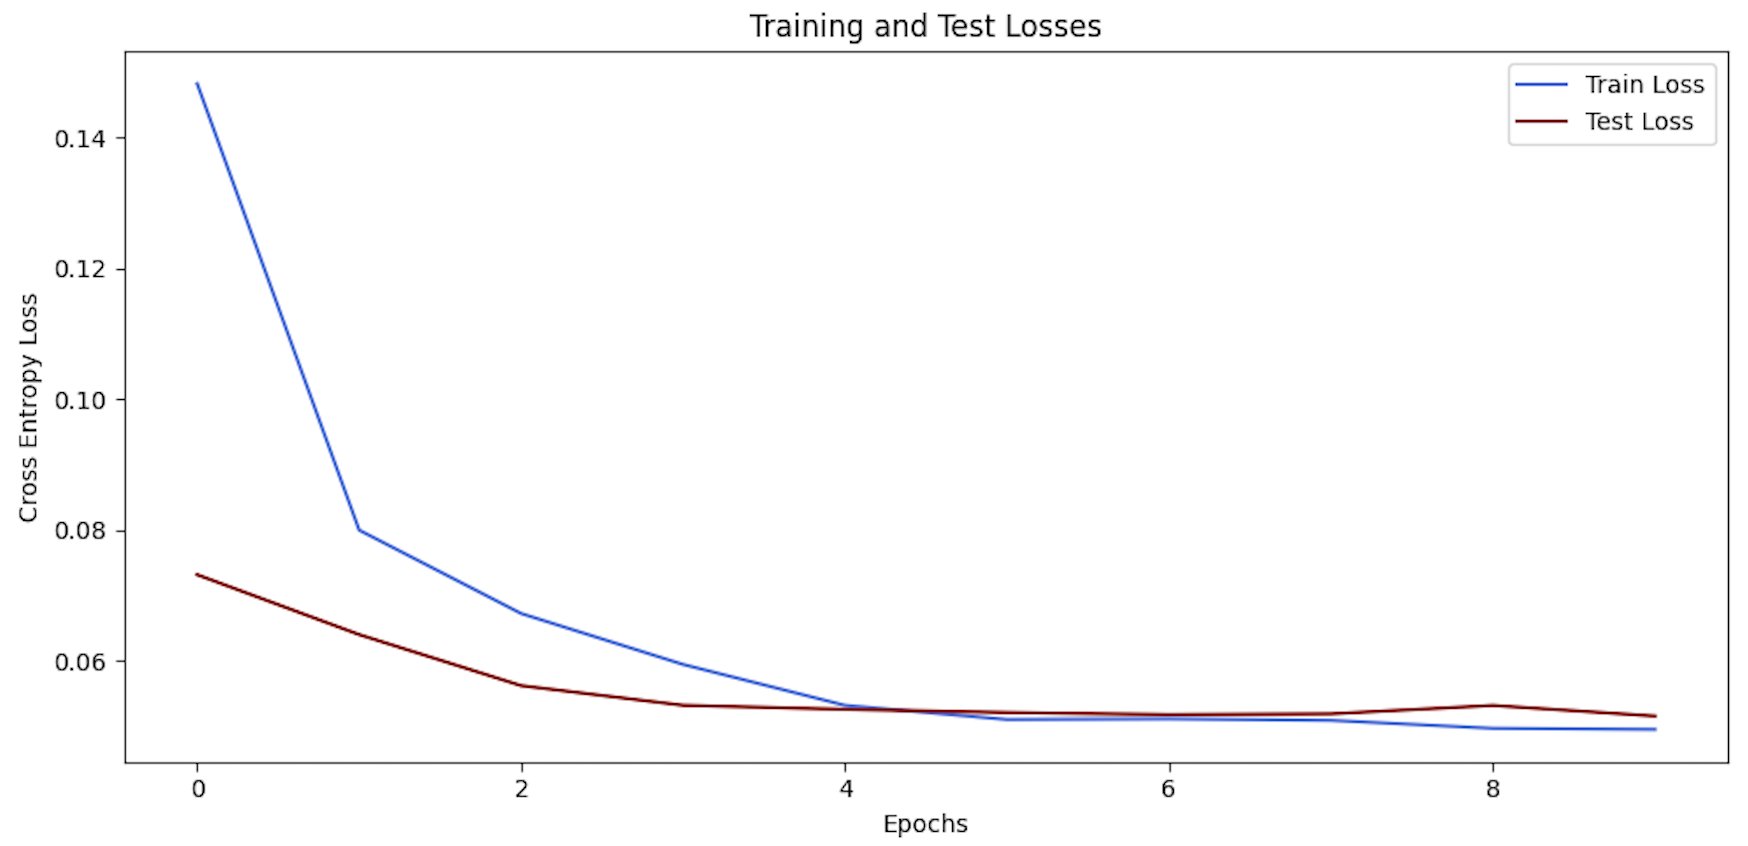 Training and Test Losses
Train Loss
Test Loss
Cross Entropy Loss
0.14
0.12
0.10
0.08
0.06
0 2 4 6 8
Epochs